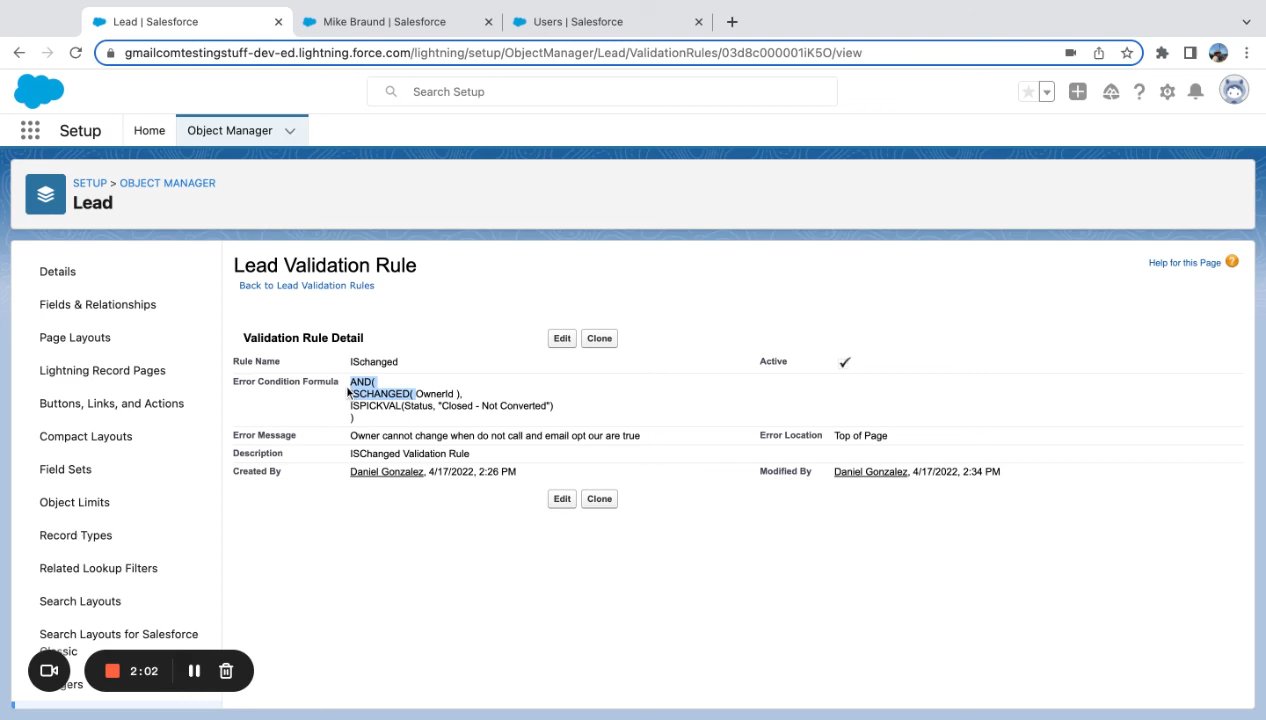 Lead | Salesforce
Mike Braund | Salesforce
Users | Salesforce
gmailcomtestingstuff-dev-ed.lightning.force.com/lightning/setup/ObjectManager/Lead/ValidationRules/03d8c000001iK5O/view
Search Setup
Setup
Home
Object Manager
SETUP > OBJECT MANAGER
Lead
Details
Fields & Relationships
Page Layouts
Lightning Record Pages
Buttons, Links, and Actions
Compact Layouts
Field Sets
Object Limits
Record Types
Related Lookup Filters
Search Layouts
Search Layouts for Salesforce
2:02
Lead Validation Rule
Help for this Page ?
Back to Lead Validation Rules
Validation Rule Detail
Edit Clone
Rule Name ISchanged Active
Error Condition Formula AND(
ISCHANGED( OwnerId ),
ISPICKVAL(Status, "Closed - Not Converted")
)
Error Message Owner cannot change when do not call and email opt our are true Error Location Top of Page
Description ISChanged Validation Rule
Created By Daniel Gonzalez, 4/17/2022, 2:26 PM Modified By Daniel Gonzalez, 4/17/2022, 2:34 PM
Edit Clone